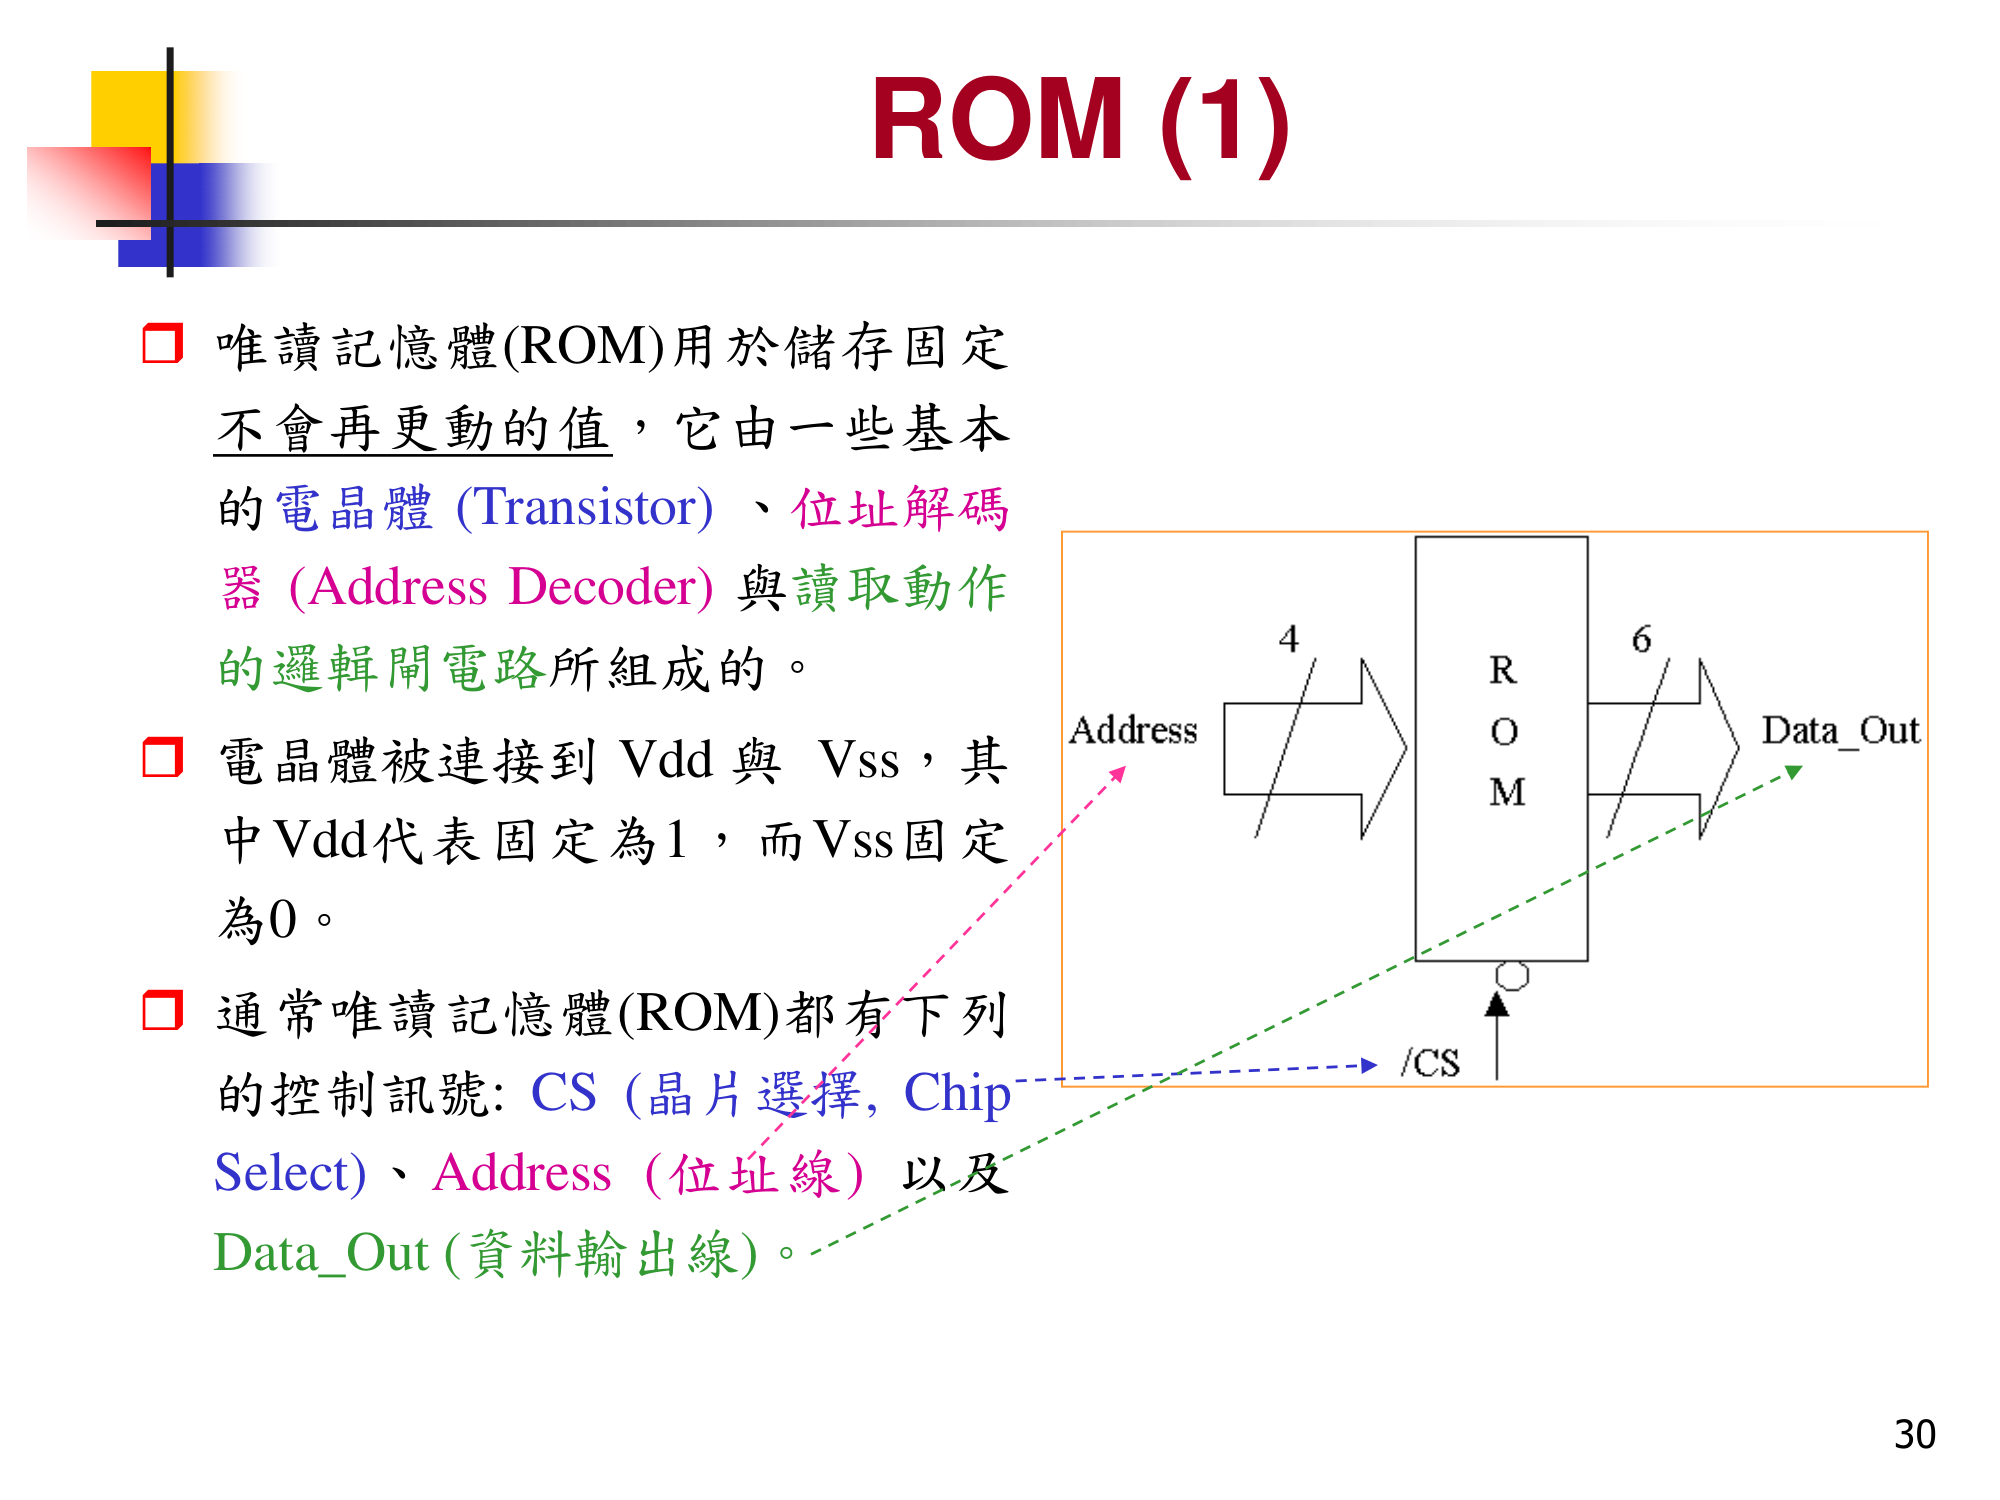 ROM (1)
唯讀記憶體(ROM)用於儲存固定
不會再更動的值，它由一些基本
的電晶體 (Transistor) 、位址解碼
器 (Address Decoder) 與讀取動作
的邏輯閘電路所組成的。
電晶體被連接到 Vdd 與 Vss，其
中Vdd代表固定為1，而Vss固定
為0。
通常唯讀記憶體(ROM)都有下列
的控制訊號: CS (晶片選擇, Chip
Select)、Address (位址線) 以及
Data_Out (資料輸出線)。
4
6
R
O
M
Address
Data_Out
/CS
30